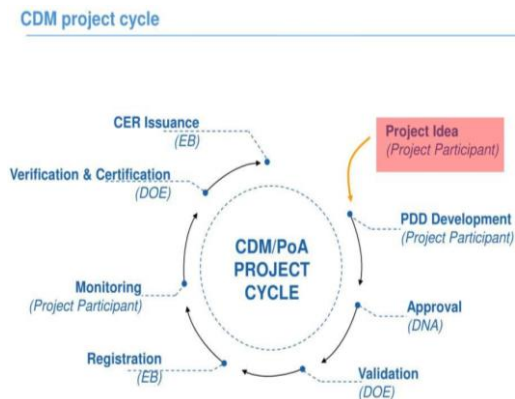 CDM project cycle
Project Idea
(Project Participant)
PDD Development
(Project Participant)
Approval
(DNA)
Validation
(DOE)
Registration
(EB)
Monitoring
(Project Participant)
Verification & Certification
(DOE)
CER Issuance
(EB)
CDM/PoA
PROJECT
CYCLE